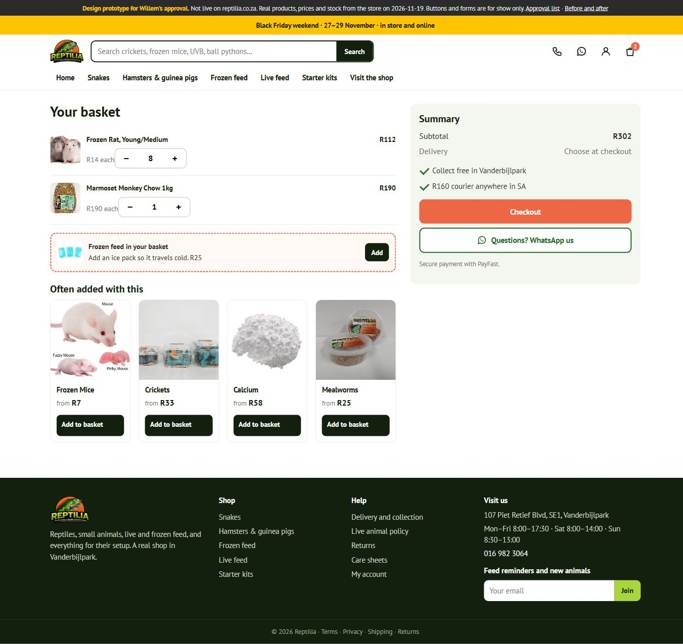 Design prototype for Willem's approval. Not live on reptilia.co.za. Real products, prices and stock from the store on 2026-11-19. Buttons and forms are for show only. Approval list · Before and after
Black Friday weekend · 27–29 November · in store and online
REPTILIA
Search crickets, frozen mice, UVB, ball pythons...
Search
Home
Snakes
Hamsters & guinea pigs
Frozen feed
Live feed
Starter kits
Visit the shop
Your basket
Frozen Rat, Young/Medium
R112
R14 each
− 8 +
Marmoset Monkey Chow 1kg
R190
R190 each
− 1 +
Frozen feed in your basket
Add an ice pack so it travels cold. R25
Add
Summary
Subtotal R302
Delivery Choose at checkout
Collect free in Vanderbijlpark
R160 courier anywhere in SA
Checkout
Questions? WhatsApp us
Secure payment with PayFast.
Often added with this
Mouse
Fuzzy Mouse
Pinky Mouse
Frozen Mice
from R7
Add to basket
Crickets
from R33
Add to basket
Calcium
from R58
Add to basket
Mealworms
from R25
Add to basket
REPTILIA
Reptiles, small animals, live and frozen feed, and
everything for their setup. A real shop in
Vanderbijlpark.
Shop
Snakes
Hamsters & guinea pigs
Frozen feed
Live feed
Starter kits
Help
Delivery and collection
Live animal policy
Returns
Care sheets
My account
Visit us
107 Piet Retief Blvd, SE1, Vanderbijlpark
Mon–Fri 8:00–17:30 · Sat 8:00–14:00 · Sun
8:30–13:00
016 982 3064
Feed reminders and new animals
Your email
Join
© 2026 Reptilia · Terms · Privacy · Shipping · Returns